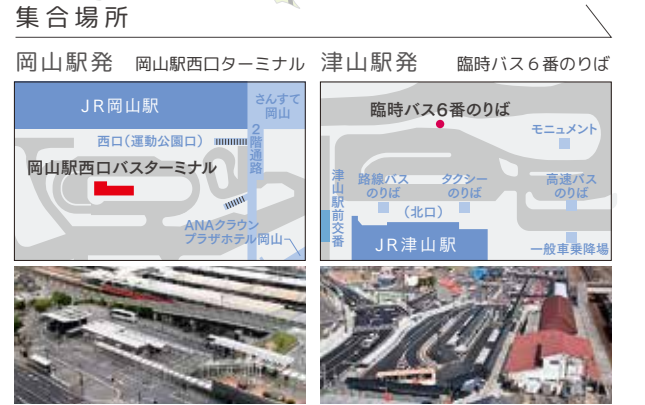 集合場所
岡山駅発 岡山駅西口ターミナル
津山駅発 臨時バス6番のりば
JR岡山駅
さんすて
岡山
西口(運動公園口)
2階通路
岡山駅西口バスターミナル
ANAクラウン
プラザホテル岡山
臨時バス6番のりば
モニュメント
津山駅前交番
路線バス
のりば
タクシー
のりば
高速バス
のりば
(北口)
JR津山駅
一般車乗降場